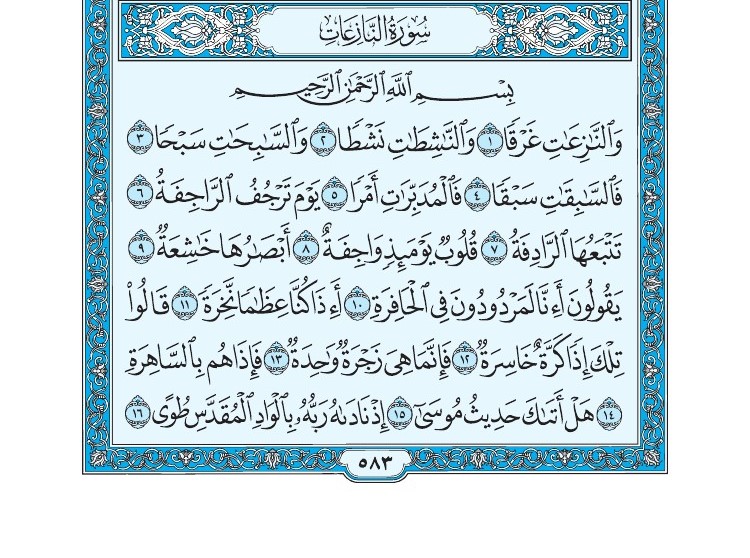 سُورَةُ النَّازِعَاتِ
بِسْمِ ٱللَّهِ ٱلرَّحْمَٰنِ ٱلرَّحِيمِ
وَٱلنَّٰزِعَٰتِ غَرْقٗا ١ وَٱلنَّٰشِطَٰتِ نَشْطٗا ٢ وَٱلسَّٰبِحَٰتِ سَبْحٗا ٣
فَٱلسَّٰبِقَٰتِ سَبْقٗا ٤ فَٱلْمُدَبِّرَٰتِ أَمْرٗا ٥ يَوْمَ تَرْجُفُ ٱلرَّاجِفَةُ ٦
تَتْبَعُهَا ٱلرَّادِفَةُ ٧ قُلُوبٞ يَوْمَئِذٖ وَاجِفَةٌ ٨ أَبْصَٰرُهَا خَٰشِعَةٞ ٩
يَقُولُونَ أَءِنَّا لَمَرْدُودُونَ فِي ٱلْحَافِرَةِ ١٠ أَءِذَا كُنَّا عِظَٰمٗا نَّخِرَةٗ ١١ قَالُواْ
تِلْكَ إِذٗا كَرَّةٌ خَاسِرَةٞ ١٢ فَإِنَّمَا هِيَ زَجْرَةٞ وَٰحِدَةٞ ١٣ فَإِذَا هُم بِٱلسَّاهِرَةِ
١٤ هَلْ أَتَىٰكَ حَدِيثُ مُوسَىٰٓ ١٥ إِذْ نَادَىٰهُ رَبُّهُۥ بِٱلْوَادِ ٱلْمُقَدَّسِ طُوٗى ١٦
٥٨٣